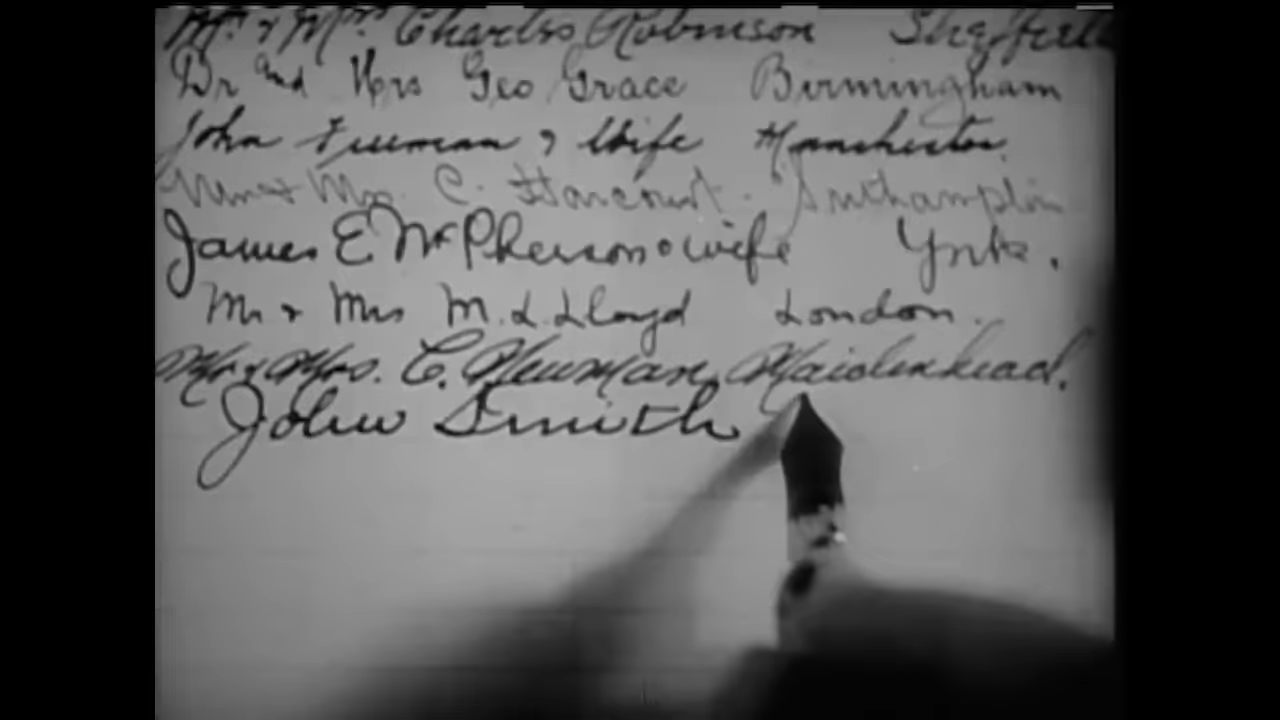 Mr. & Mrs. Charles Robinson Sheffield
Dr and Mrs Geo Grace Birmingham
John Freeman & Wife Manchester
Mr & Mrs. C. Harcourt. Southampton
James E McPherson & wife York.
Mr & Mrs M. L. Lloyd London.
Mr & Mrs. C. Newman, Maidenhead.
John Smith